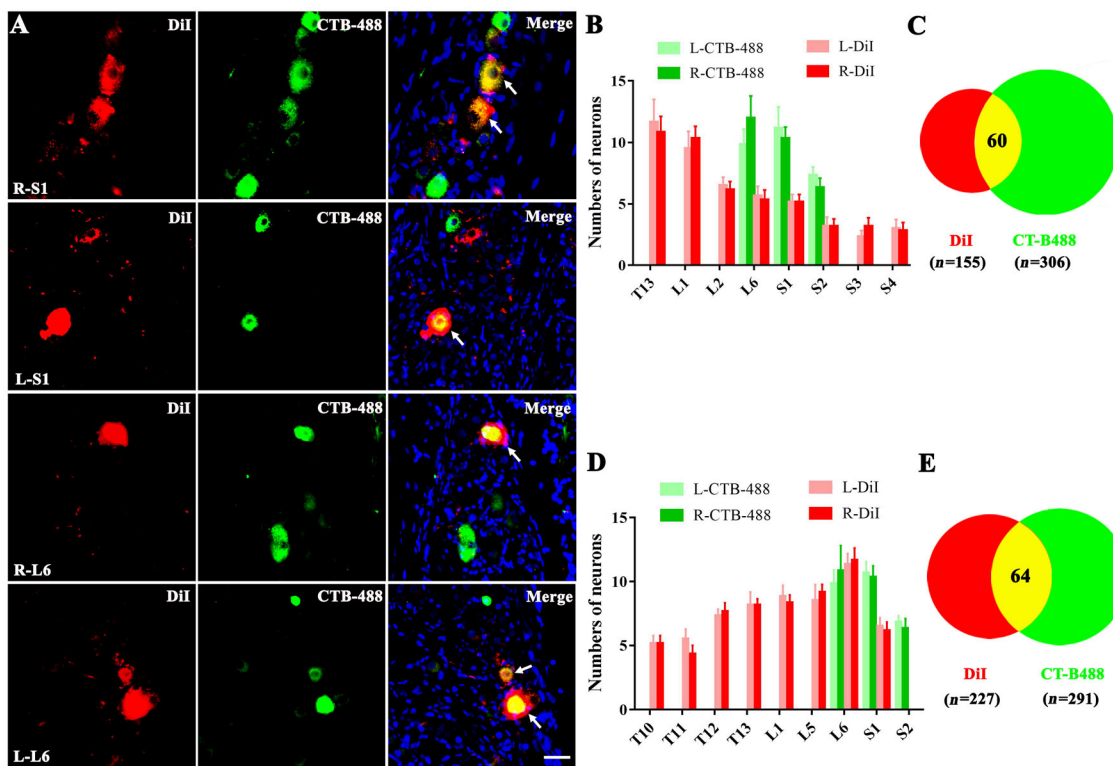 A
DiI
CTB-488
Merge
R-S1
DiI
CTB-488
Merge
L-S1
DiI
CTB-488
Merge
R-L6
DiI
CTB-488
Merge
L-L6
B
L-CTB-488
L-DiI
R-CTB-488
R-DiI
Numbers of neurons
15
10
5
0
T13
L1
L2
L6
S1
S2
S3
S4
C
60
DiI
CT-B488
(n=155)
(n=306)
D
L-CTB-488
L-DiI
R-CTB-488
R-DiI
Numbers of neurons
15
10
5
0
T10
T11
T12
T13
L1
L5
L6
S1
S2
E
64
DiI
CT-B488
(n=227)
(n=291)